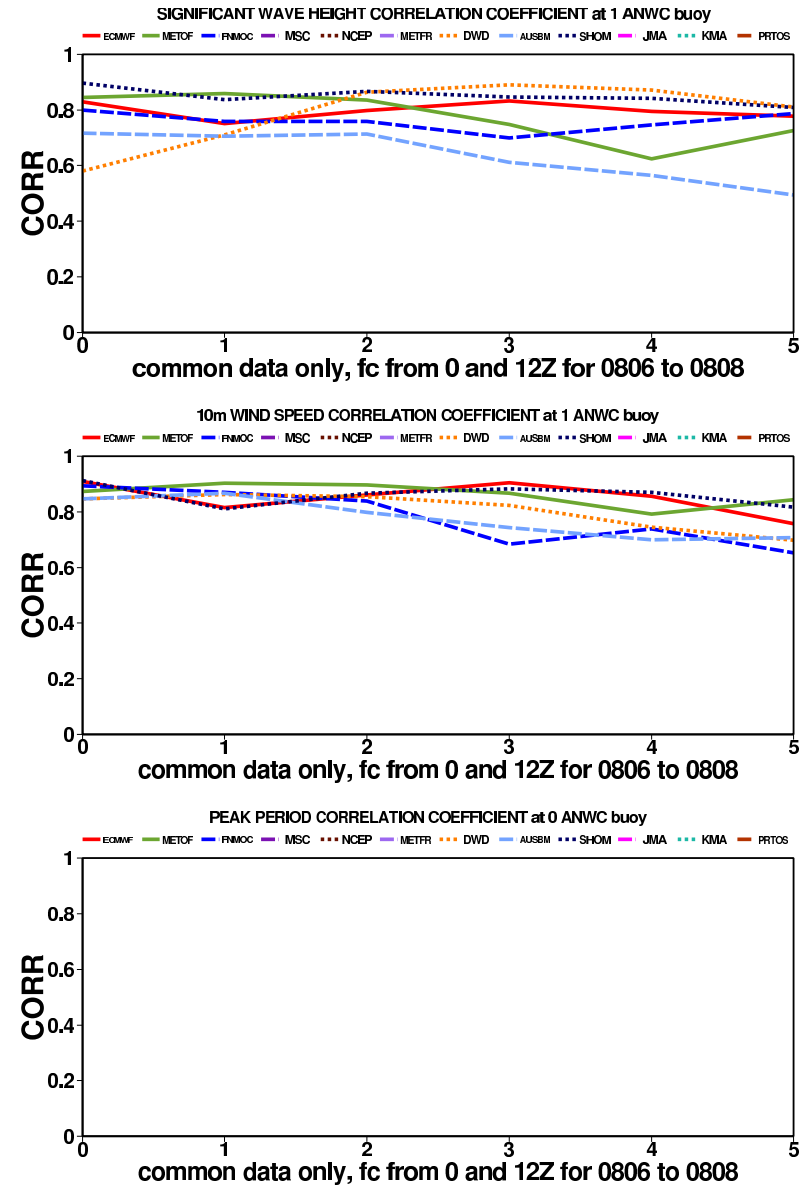 SIGNIFICANT WAVE HEIGHT CORRELATION COEFFICIENT at 1 ANWC buoy
ECMWF METOF FNMOC MSC NCEP METFR DWD AUSBM SHOM JMA KMA PRTOS
1
0.8
0.6
0.4
0.2
0
CORR
0 1 2 3 4 5
common data only, fc from 0 and 12Z for 0806 to 0808
10m WIND SPEED CORRELATION COEFFICIENT at 1 ANWC buoy
ECMWF METOF FNMOC MSC NCEP METFR DWD AUSBM SHOM JMA KMA PRTOS
1
0.8
0.6
0.4
0.2
0
CORR
0 1 2 3 4 5
common data only, fc from 0 and 12Z for 0806 to 0808
PEAK PERIOD CORRELATION COEFFICIENT at 0 ANWC buoy
ECMWF METOF FNMOC MSC NCEP METFR DWD AUSBM SHOM JMA KMA PRTOS
1
0.8
0.6
0.4
0.2
0
CORR
0 1 2 3 4 5
common data only, fc from 0 and 12Z for 0806 to 0808